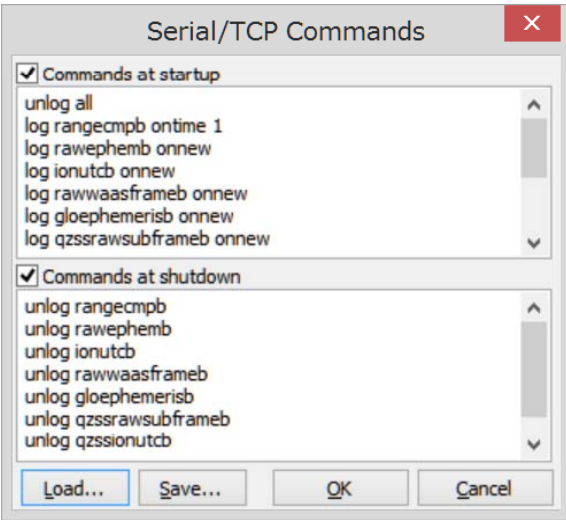 Serial/TCP Commands
Commands at startup
unlog all
log rangecmpb ontime 1
log rawephemb onnew
log ionutcb onnew
log rawwaasframeb onnew
log gloephemerisb onnew
log qzssrawsubframeb onnew
Commands at shutdown
unlog rangecmpb
unlog rawephemb
unlog ionutcb
unlog rawwaasframeb
unlog gloephemerisb
unlog qzssrawsubframeb
unlog qzssionutcb
Load... Save... OK Cancel